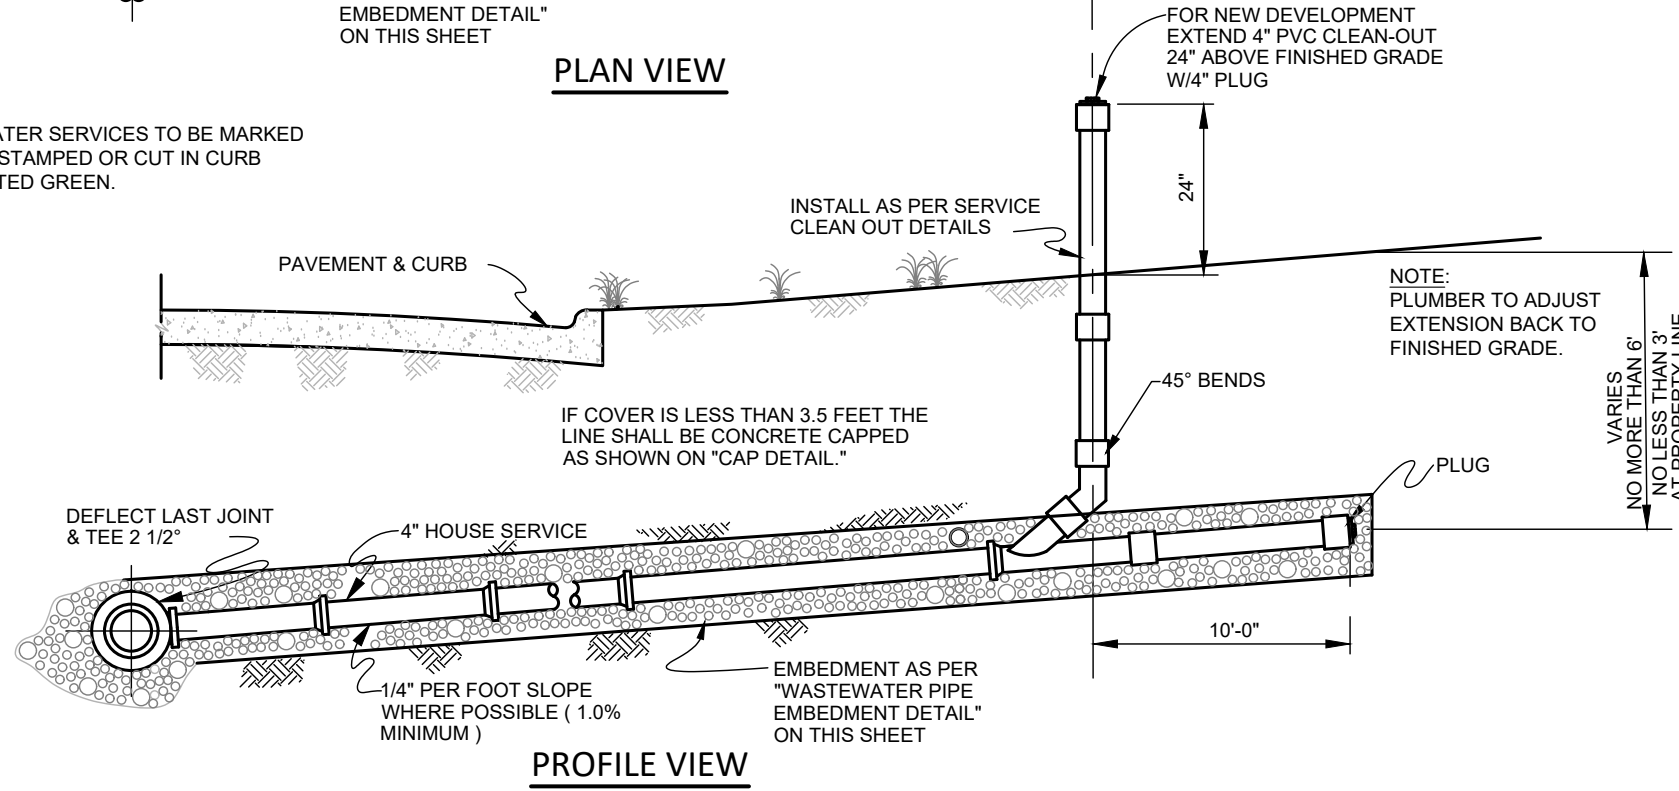 EMBEDMENT DETAIL"
ON THIS SHEET
PLAN VIEW
FOR NEW DEVELOPMENT
EXTEND 4" PVC CLEAN-OUT
24" ABOVE FINISHED GRADE
W/4" PLUG
ATER SERVICES TO BE MARKED
STAMPED OR CUT IN CURB
TED GREEN.
24"
INSTALL AS PER SERVICE
CLEAN OUT DETAILS
PAVEMENT & CURB
NOTE:
PLUMBER TO ADJUST
EXTENSION BACK TO
FINISHED GRADE.
VARIES
NO MORE THAN 6'
NO LESS THAN 3'
AT PROPERTY LINE
45° BENDS
IF COVER IS LESS THAN 3.5 FEET THE
LINE SHALL BE CONCRETE CAPPED
AS SHOWN ON "CAP DETAIL."
PLUG
DEFLECT LAST JOINT
& TEE 2 1/2°
4" HOUSE SERVICE
10'-0"
1/4" PER FOOT SLOPE
WHERE POSSIBLE ( 1.0%
MINIMUM )
EMBEDMENT AS PER
"WASTEWATER PIPE
EMBEDMENT DETAIL"
ON THIS SHEET
PROFILE VIEW